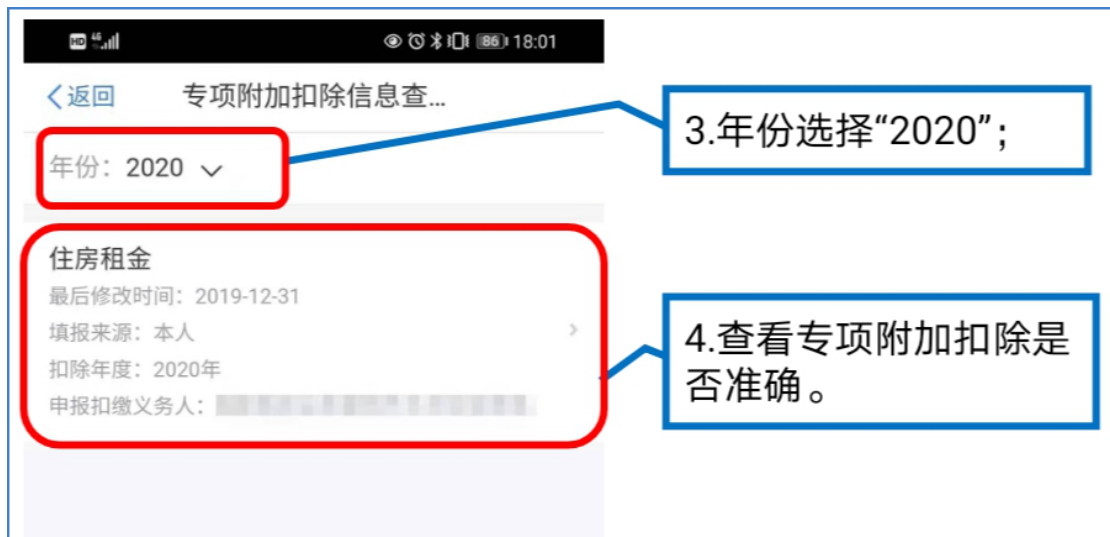 HD 4G 86 18:01
返回 专项附加扣除信息查...
3.年份选择“2020”；
年份：2020
住房租金
最后修改时间：2019-12-31
填报来源：本人
扣除年度：2020年
申报扣缴义务人：
4.查看专项附加扣除是
否准确。